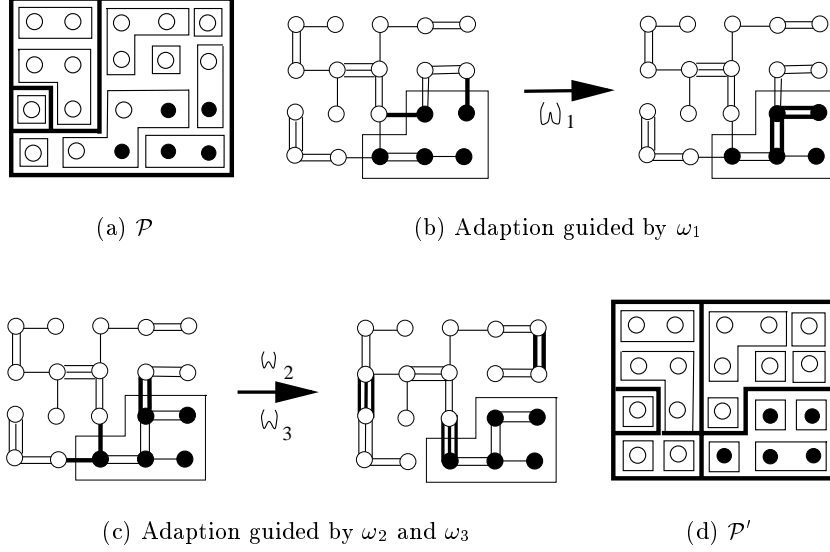 ω₁
(a) 𝒫
(b) Adaption guided by ω₁
ω₂
ω₃
(c) Adaption guided by ω₂ and ω₃
(d) 𝒫′